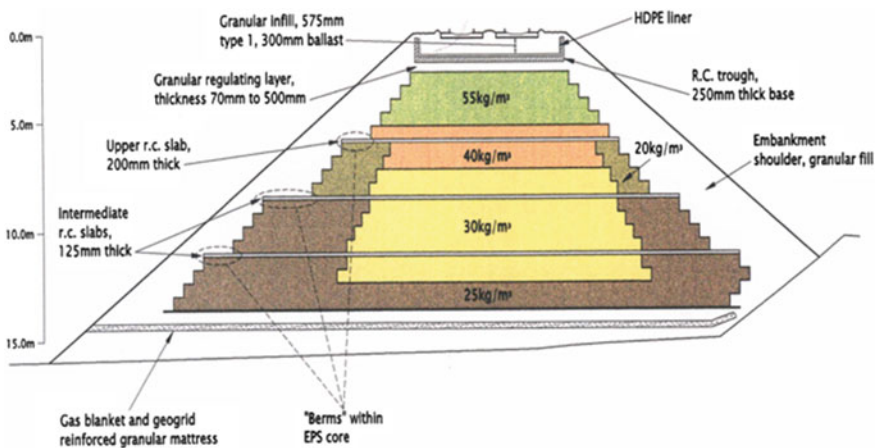 Granular infill, 575mm
type 1, 300mm ballast
HDPE liner
0.0m
Granular regulating layer,
thickness 70mm to 500mm
R.C. trough,
250mm thick base
55kg/m³
5.0m
Upper r.c. slab,
200mm thick
40kg/m³
20kg/m³
Embankment
shoulder, granular fill
Intermediate
r.c. slabs,
125mm thick
10.0m
30kg/m³
25kg/m³
15.0m
Gas blanket and geogrid
reinforced granular mattress
"Berms" within
EPS core